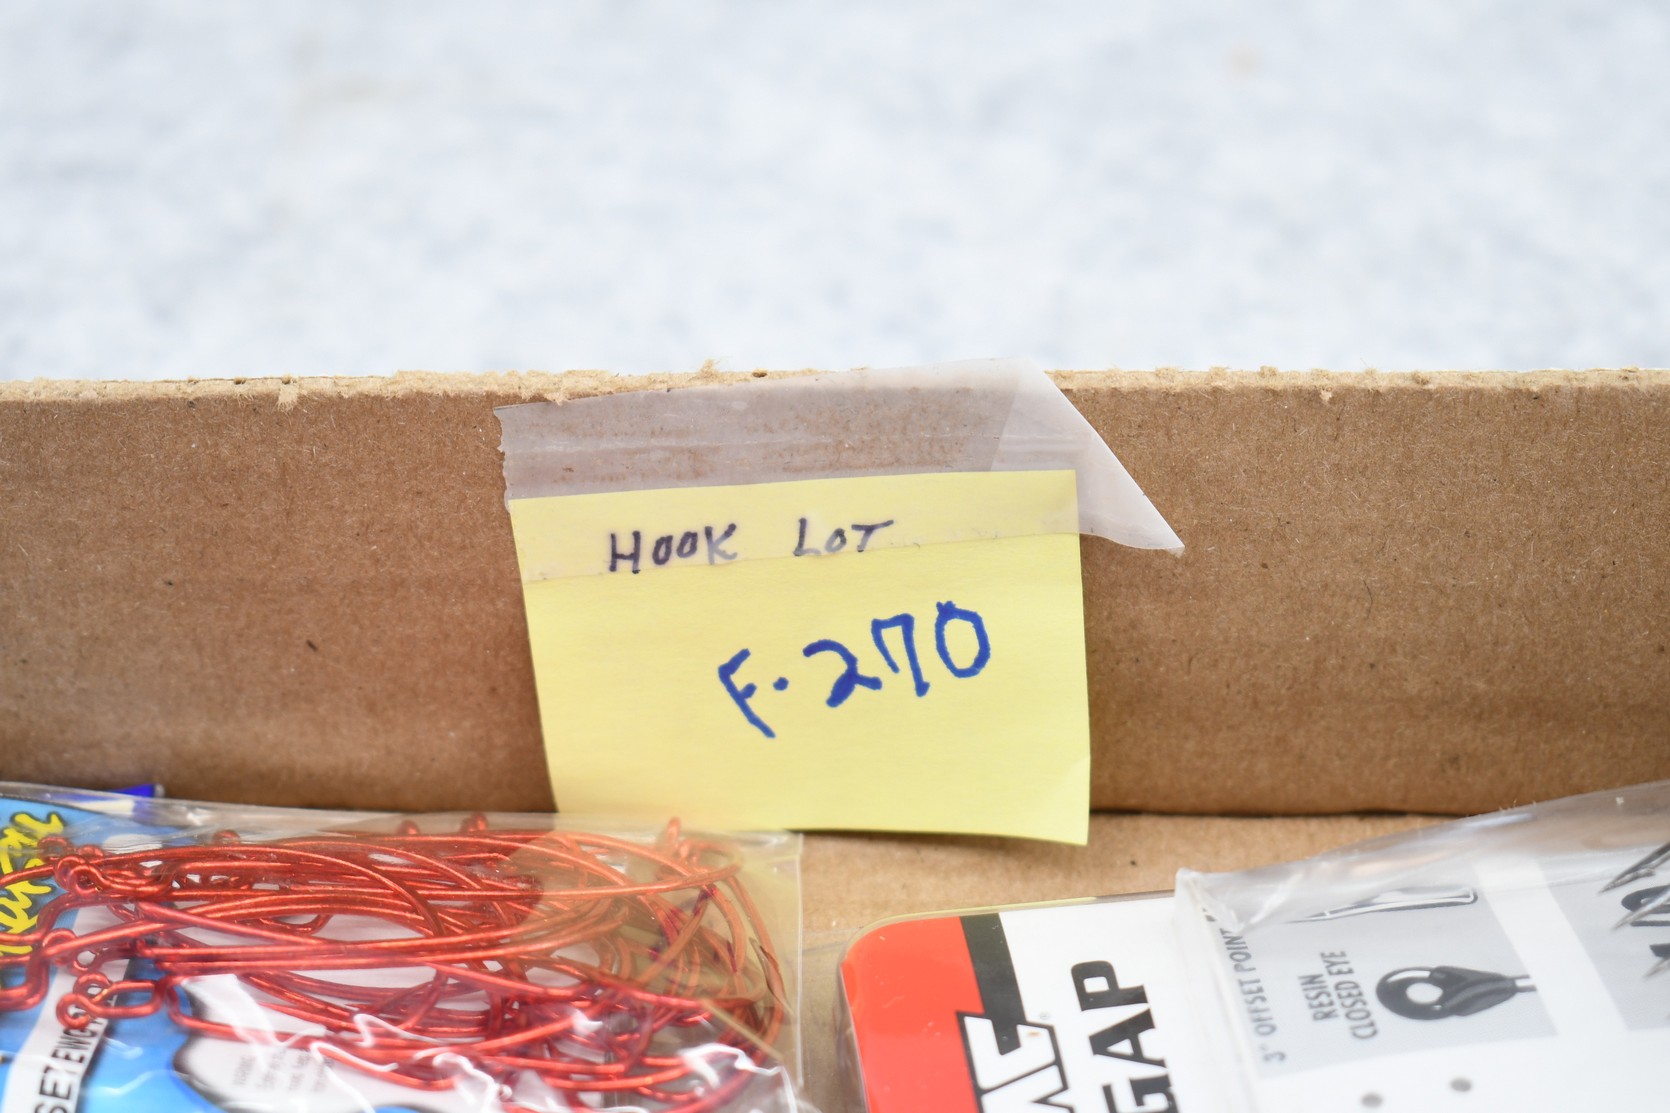 HOOK LOT
F-270
GAP
3° OFFSET POINT
RESIN
CLOSED EYE